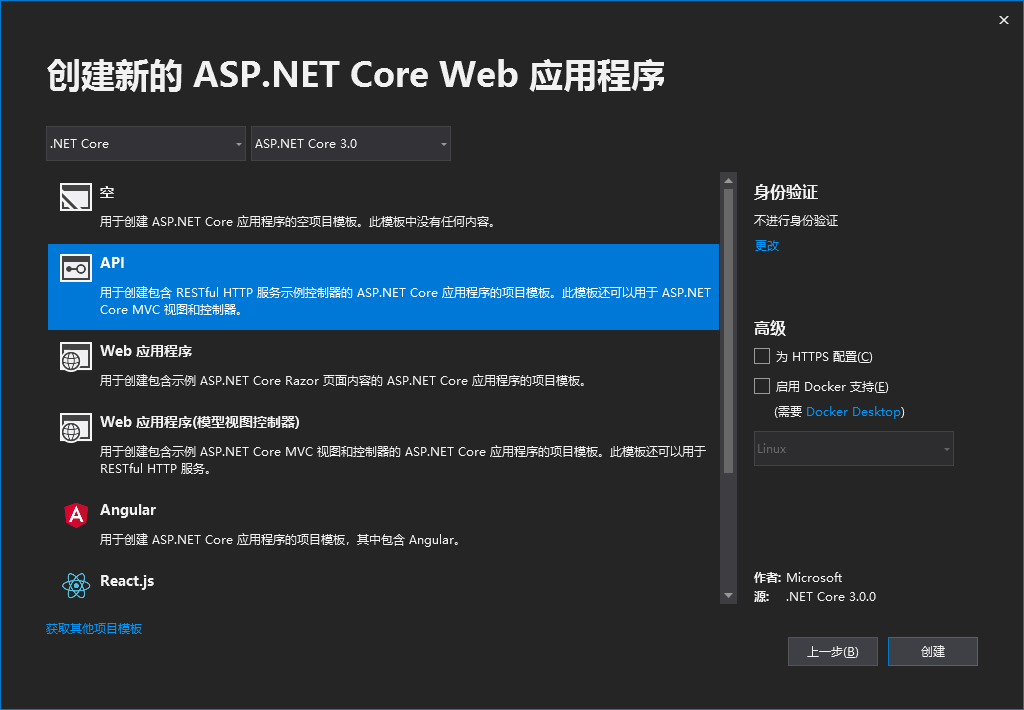 创建新的 ASP.NET Core Web 应用程序
.NET Core
ASP.NET Core 3.0
空
用于创建 ASP.NET Core 应用程序的空项目模板。此模板中没有任何内容。
API
用于创建包含 RESTful HTTP 服务示例控制器的 ASP.NET Core 应用程序的项目模板。此模板还可以用于 ASP.NET
Core MVC 视图和控制器。
Web 应用程序
用于创建包含示例 ASP.NET Core Razor 页面内容的 ASP.NET Core 应用程序的项目模板。
Web 应用程序(模型视图控制器)
用于创建包含示例 ASP.NET Core MVC 视图和控制器的 ASP.NET Core 应用程序的项目模板。此模板还可以用于
RESTful HTTP 服务。
Angular
用于创建 ASP.NET Core 应用程序的项目模板，其中包含 Angular。
React.js
获取其他项目模板
身份验证
不进行身份验证
更改
高级
为 HTTPS 配置(C)
启用 Docker 支持(E)
(需要 Docker Desktop)
Linux
作者: Microsoft
源: .NET Core 3.0.0
上一步(B)
创建